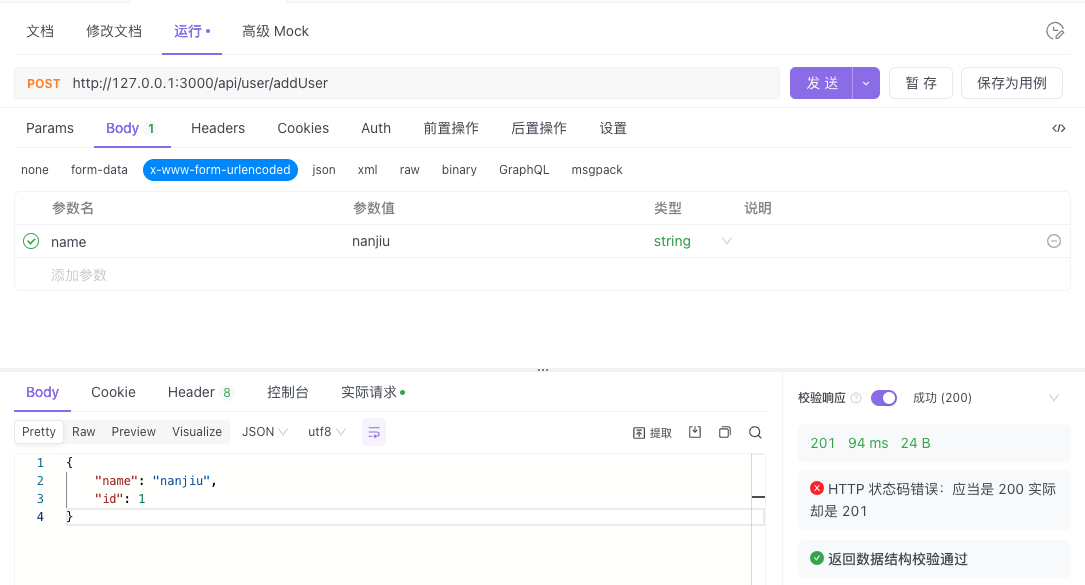 文档 修改文档 运行 高级 Mock
POST http://127.0.0.1:3000/api/user/addUser 发 送 暂 存 保存为用例
Params Body 1 Headers Cookies Auth 前置操作 后置操作 设置 </>
none form-data x-www-form-urlencoded json xml raw binary GraphQL msgpack
参数名 参数值 类型 说明
name nanjiu string
添加参数
Body Cookie Header 8 控制台 实际请求
Pretty Raw Preview Visualize JSON utf8 提取
1 {
2 "name": "nanjiu",
3 "id": 1
4 }
校验响应 ? 成功 (200)
201 94 ms 24 B
HTTP 状态码错误：应当是 200 实际
却是 201
返回数据结构校验通过